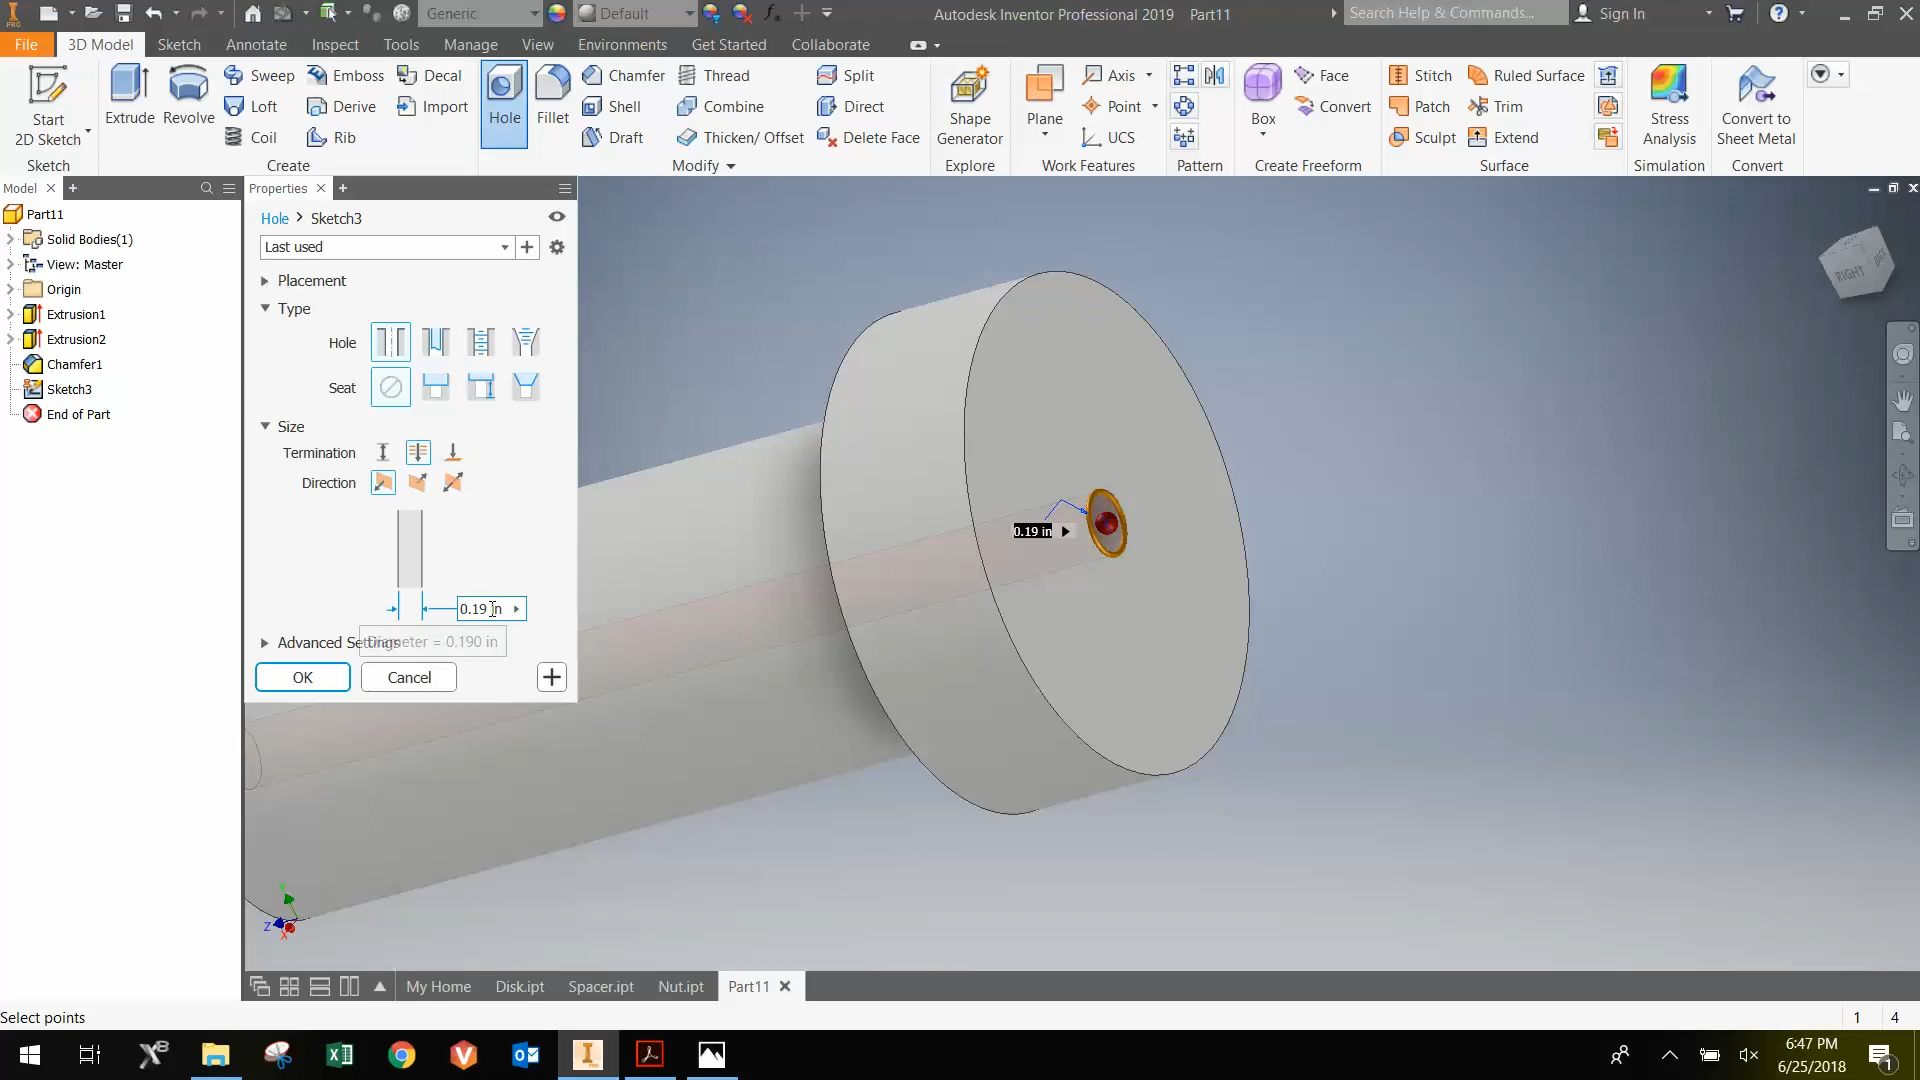 Generic
Default
Autodesk Inventor Professional 2019 Part11
Search Help & Commands...
Sign In
PRO
File
3D Model
Sketch
Annotate
Inspect
Tools
Manage
View
Environments
Get Started
Collaborate
Start
2D Sketch
Sketch
Extrude
Revolve
Sweep
Loft
Coil
Emboss
Derive
Rib
Decal
Import
Create
Hole
Fillet
Chamfer
Shell
Draft
Thread
Combine
Thicken/ Offset
Split
Direct
Delete Face
Modify
Shape
Generator
Explore
Plane
Axis
Point
UCS
Work Features
Pattern
Box
Face
Convert
Create Freeform
Stitch
Patch
Sculpt
Ruled Surface
Trim
Extend
Surface
Stress
Analysis
Simulation
Convert to
Sheet Metal
Convert
Model
Part11
Solid Bodies(1)
View: Master
Origin
Extrusion1
Extrusion2
Chamfer1
Sketch3
End of Part
Properties
Hole > Sketch3
Last used
Placement
Type
Hole
Seat
Size
Termination
Direction
0.19 in
Advanced Settings
Diameter = 0.190 in
OK
Cancel
0.19 in
RIGHT
BACK
Y
Z
X
My Home
Disk.ipt
Spacer.ipt
Nut.ipt
Part11
Select points
1
4
6:47 PM
6/25/2018
1